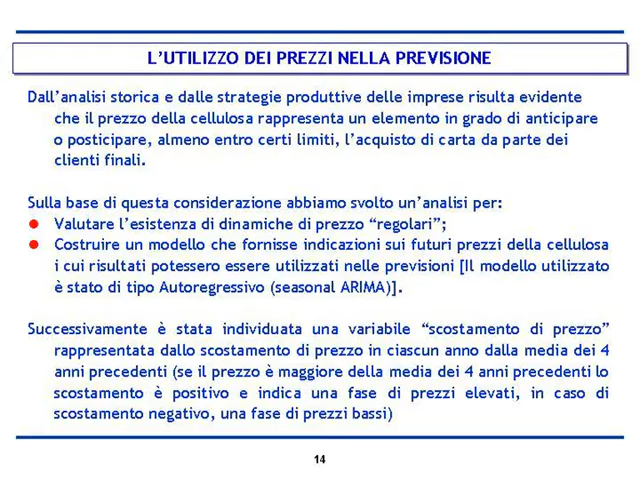 L'UTILIZZO DEI PREZZI NELLA PREVISIONE
Dall'analisi storica e dalle strategie produttive delle imprese risulta evidente
che il prezzo della cellulosa rappresenta un elemento in grado di anticipare
o posticipare, almeno entro certi limiti, l'acquisto di carta da parte dei
clienti finali.
Sulla base di questa considerazione abbiamo svolto un'analisi per:
● Valutare l'esistenza di dinamiche di prezzo “regolari”;
● Costruire un modello che fornisse indicazioni sui futuri prezzi della cellulosa
i cui risultati potessero essere utilizzati nelle previsioni [Il modello utilizzato
è stato di tipo Autoregressivo (seasonal ARIMA)].
Successivamente è stata individuata una variabile “scostamento di prezzo”
rappresentata dallo scostamento di prezzo in ciascun anno dalla media dei 4
anni precedenti (se il prezzo è maggiore della media dei 4 anni precedenti lo
scostamento è positivo e indica una fase di prezzi elevati, in caso di
scostamento negativo, una fase di prezzi bassi)
14